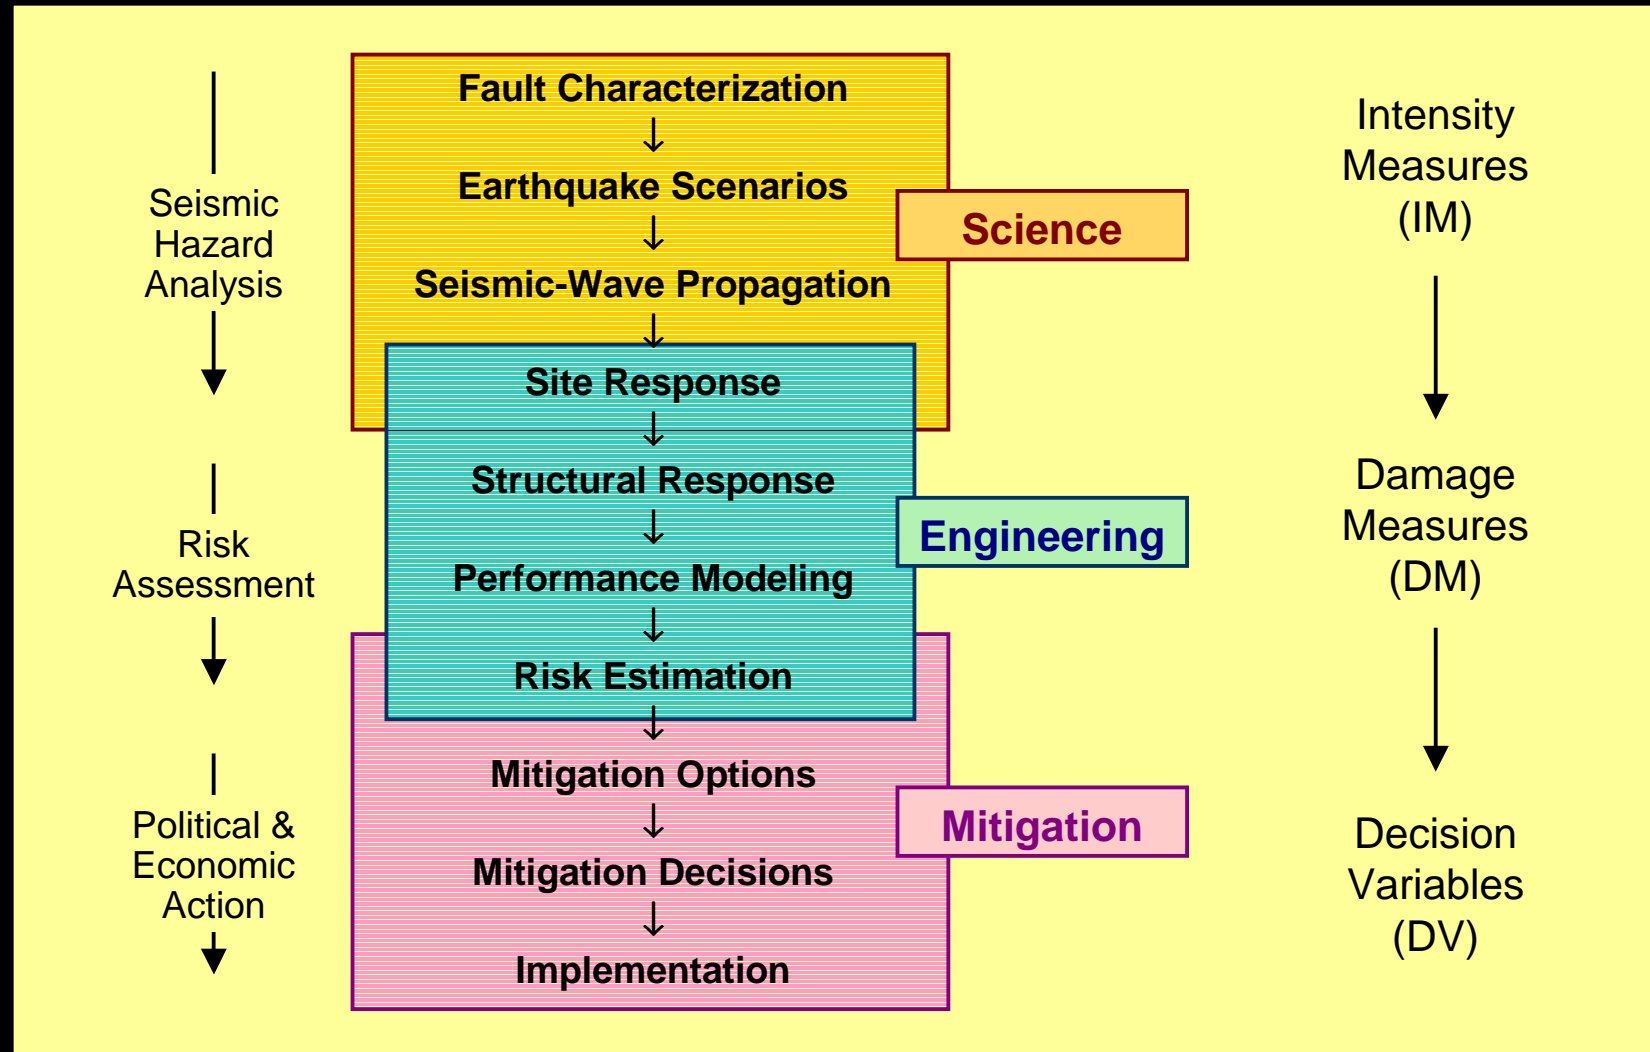 Seismic
Hazard
Analysis
Risk
Assessment
Political &
Economic
Action
Fault Characterization
↓
Earthquake Scenarios
↓
Seismic-Wave Propagation
↓
Site Response
↓
Structural Response
↓
Performance Modeling
↓
Risk Estimation
↓
Mitigation Options
↓
Mitigation Decisions
↓
Implementation
Science
Engineering
Mitigation
Intensity
Measures
(IM)
Damage
Measures
(DM)
Decision
Variables
(DV)